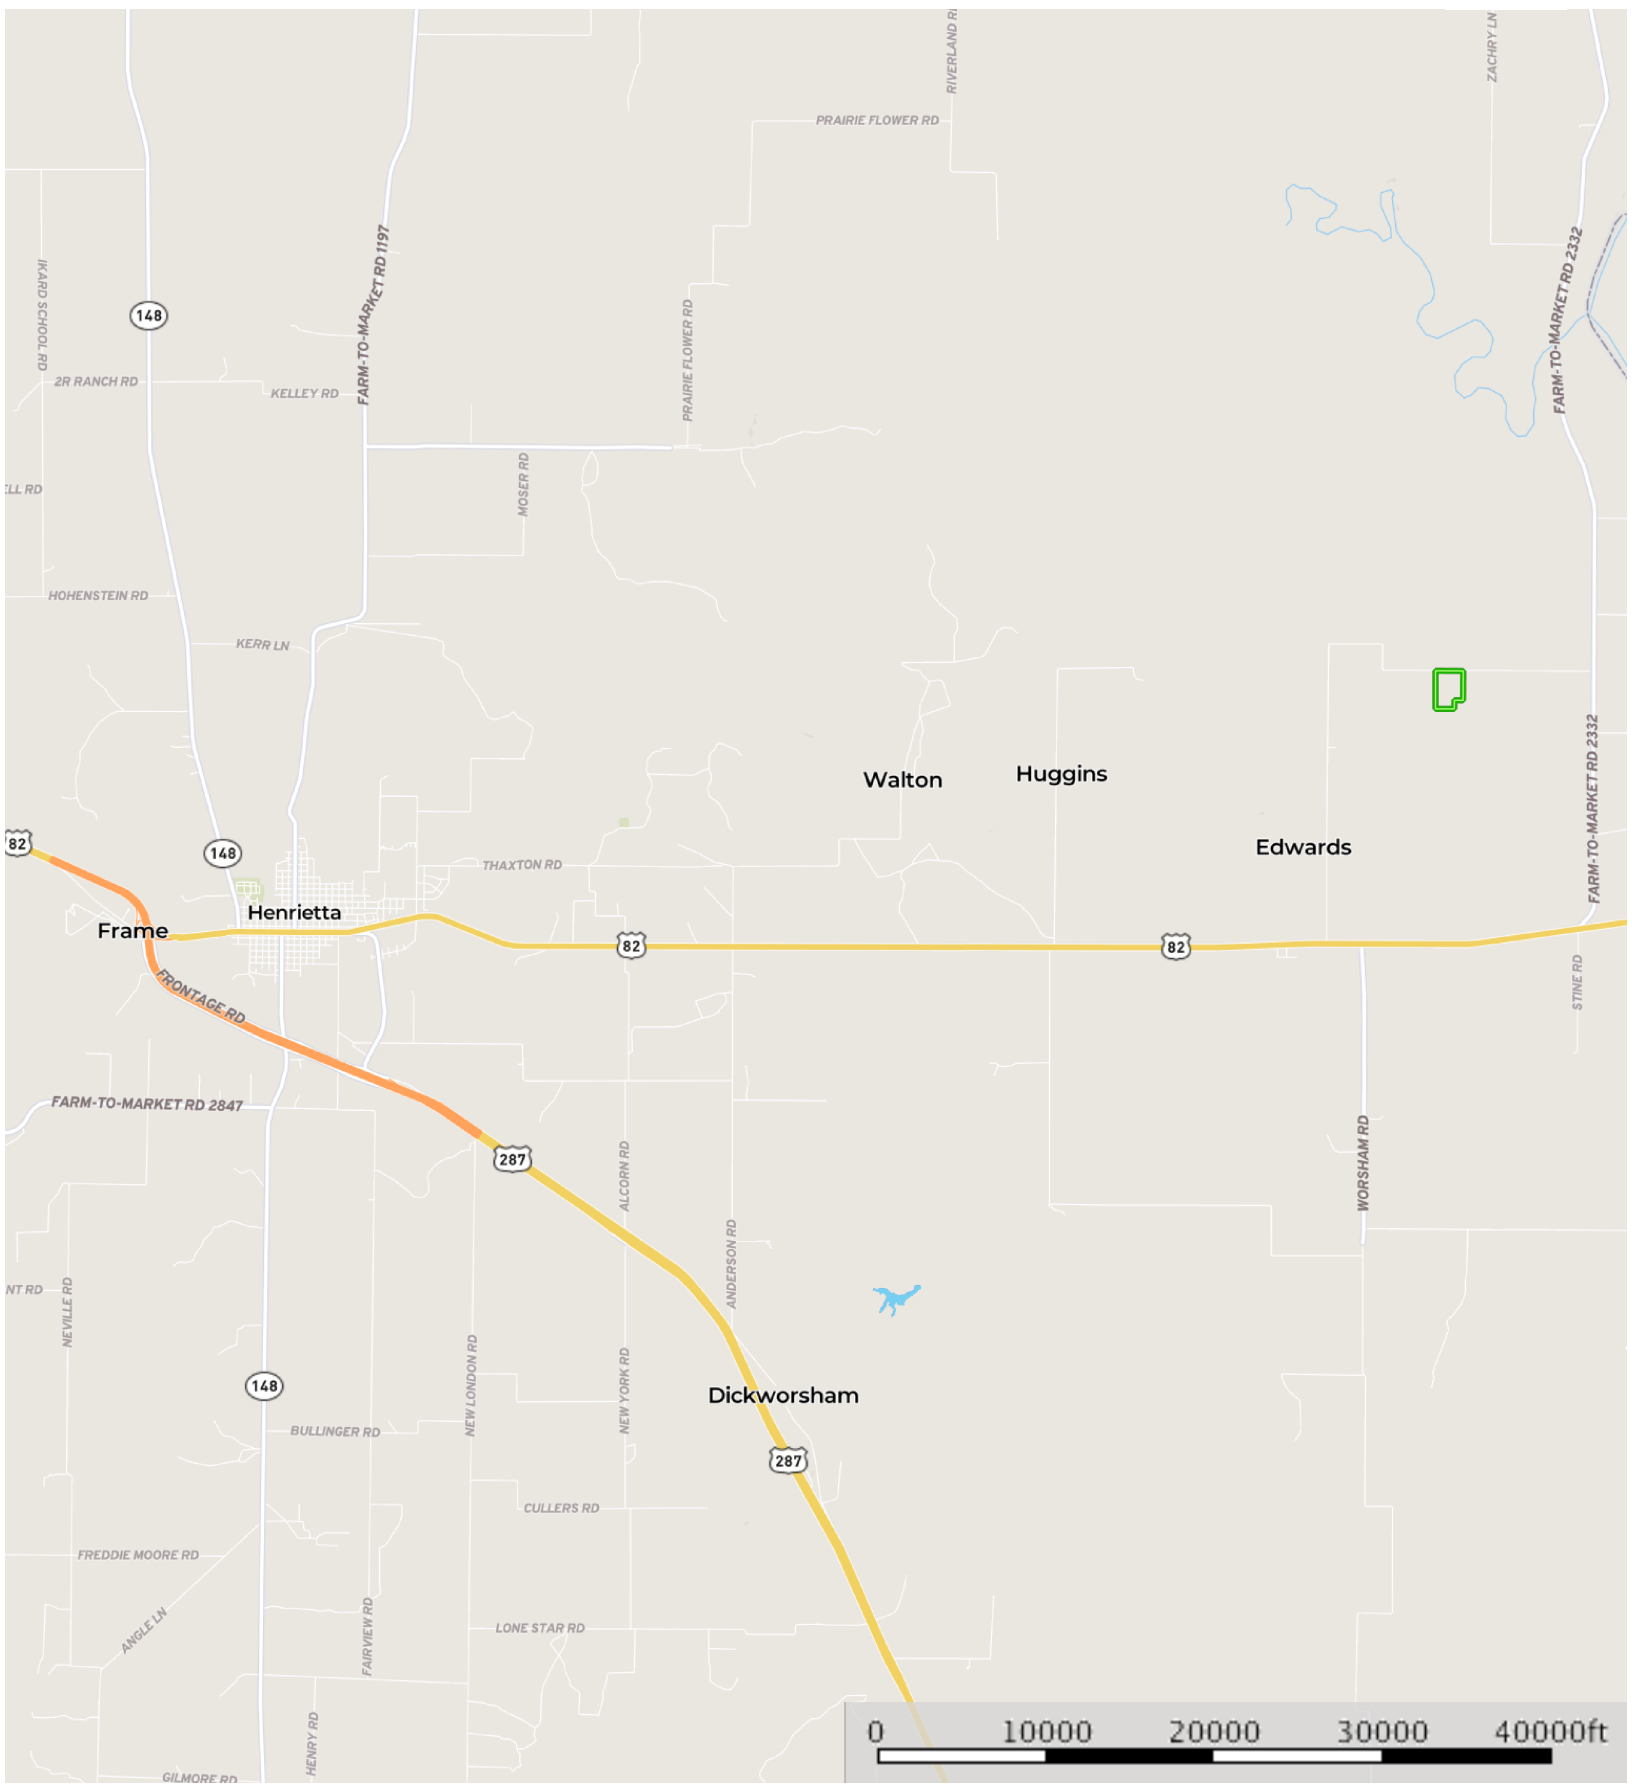 RIVERLAND R
ZACHRY LN
PRAIRIE FLOWER RD
FARM-TO-MARKET RD 1197
FARM-TO-MARKET RD 2332
IKARD SCHOOL RD
148
PRAIRIE FLOWER RD
2R RANCH RD
KELLEY RD
MOSER RD
ELL RD
HOHENSTEIN RD
KERR LN
FARM-TO-MARKET RD 2332
Walton
Huggins
82
148
Edwards
THAXTON RD
Henrietta
Frame
82
82
FRONTAGE RD
STINE RD
FARM-TO-MARKET RD 2847
287
ALCORN RD
WORSHAM RD
ANDERSON RD
NT RD
NEVILLE RD
148
NEW LONDON RD
NEW YORK RD
Dickworsham
BULLINGER RD
287
CULLERS RD
FREDDIE MOORE RD
ANGLE LN
FAIRVIEW RD
LONE STAR RD
HENRY RD
GILMORE RD
0 10000 20000 30000 40000ft